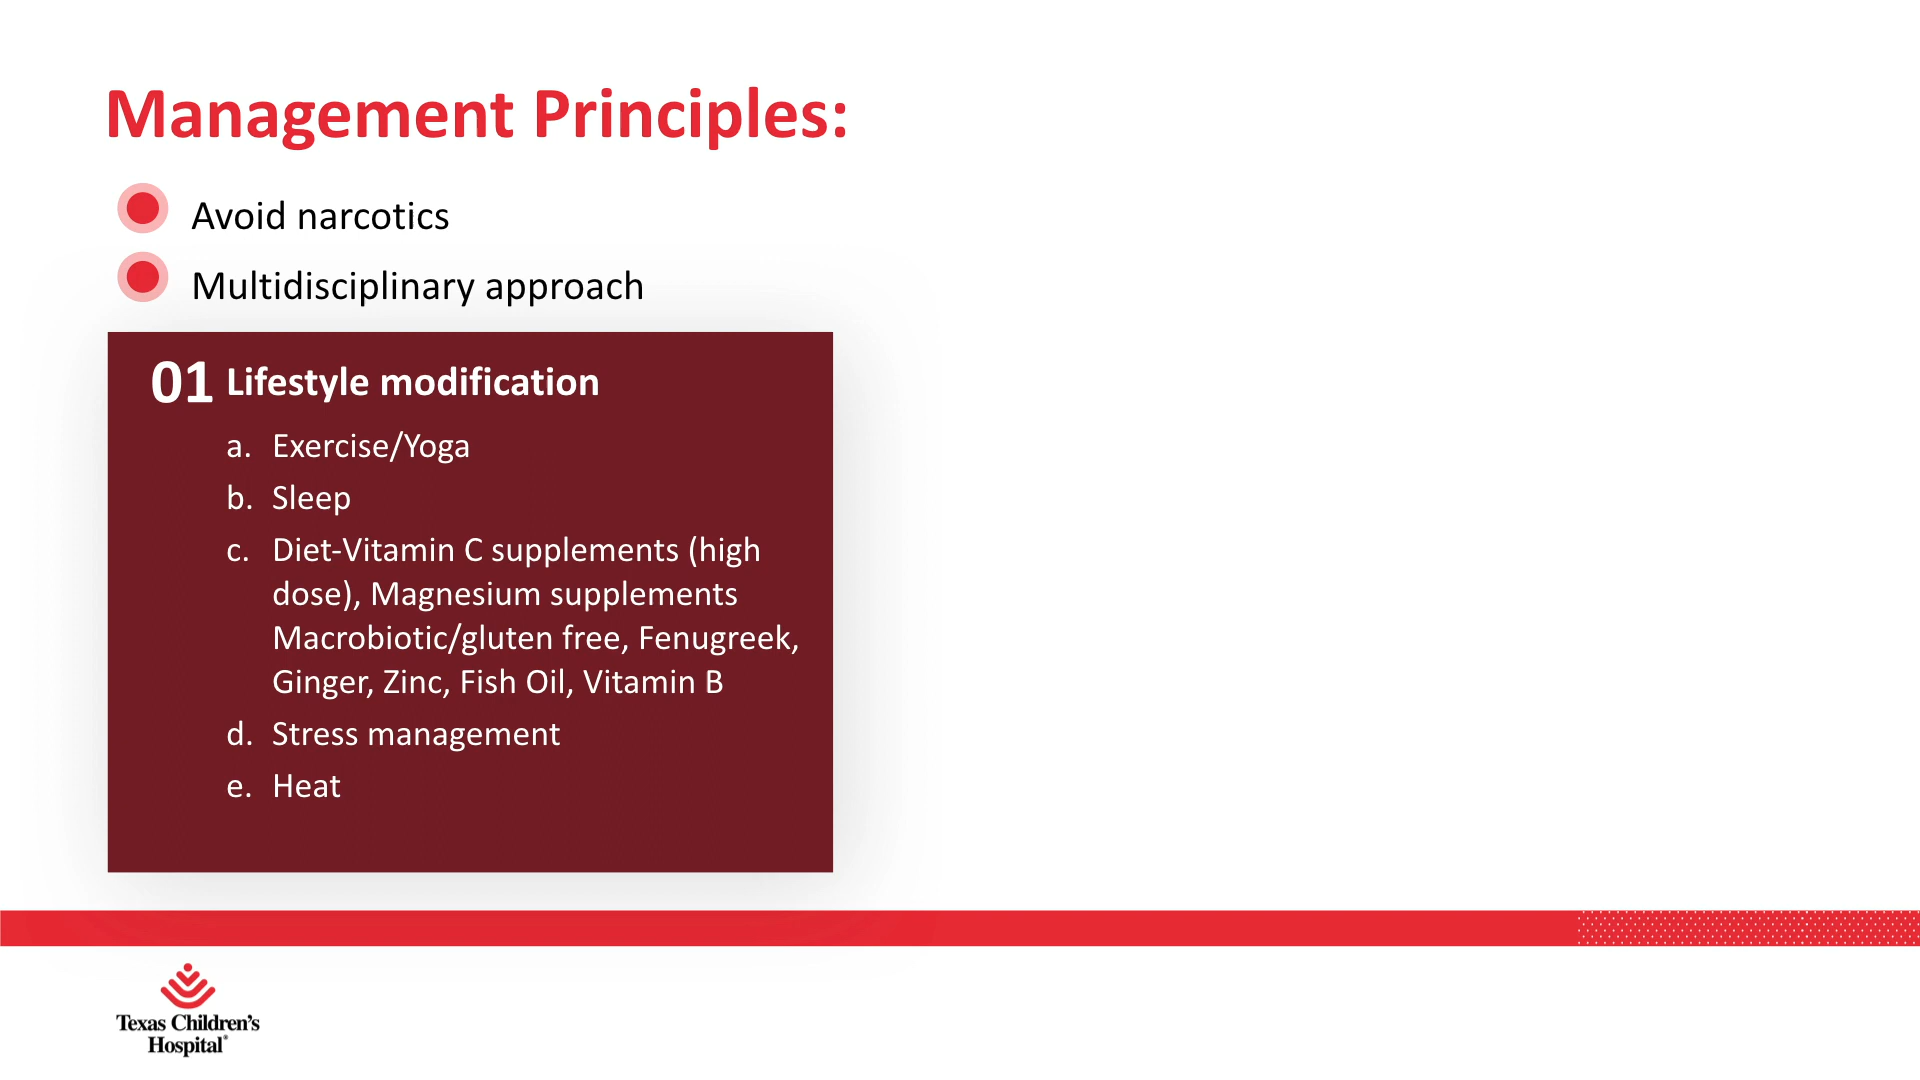 Management Principles:
Avoid narcotics
Multidisciplinary approach
01 Lifestyle modification
a. Exercise/Yoga
b. Sleep
c. Diet-Vitamin C supplements (high
dose), Magnesium supplements
Macrobiotic/gluten free, Fenugreek,
Ginger, Zinc, Fish Oil, Vitamin B
d. Stress management
e. Heat
Texas Children's
Hospital®